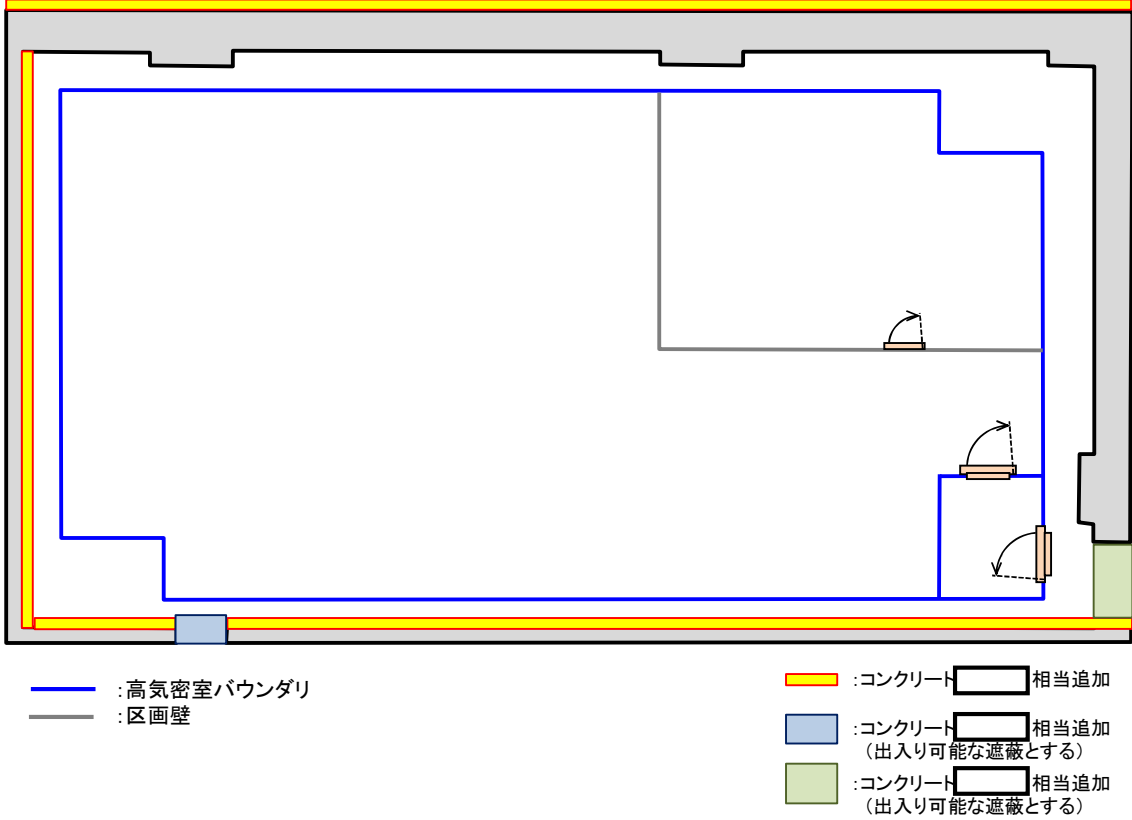 :高気密室バウンダリ
:区画壁
:コンクリート 相当追加
:コンクリート 相当追加
(出入り可能な遮蔽とする)
:コンクリート 相当追加
(出入り可能な遮蔽とする)